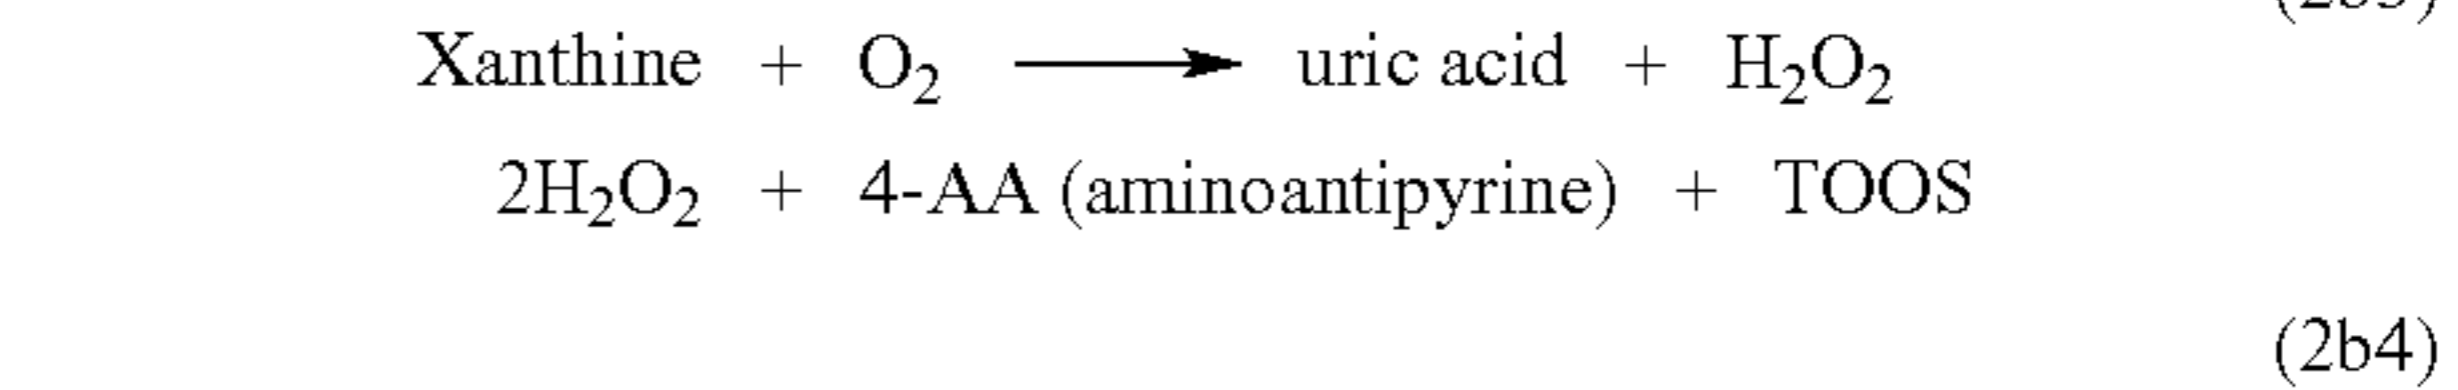 Xanthine + O₂ ⟶ uric acid + H₂O₂
2H₂O₂ + 4-AA (aminoantipyrine) + TOOS
(2b4)